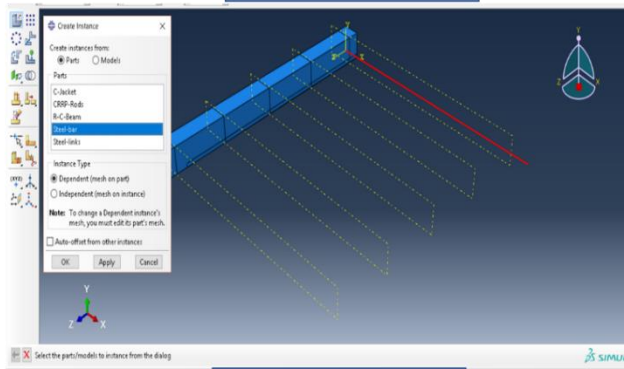 Create Instance
Create instances from:
Parts Models
Parts
C-Jacket
CRRP-Rods
R-C-Beam
Steel-bar
Steel-links
Instance Type
Dependent (mesh on part)
Independent (mesh on instance)
Note: To change a Dependent instance's
mesh, you must edit its part's mesh.
Auto-offset from other instances
OK Apply Cancel
Y
Z X
Y
Z X
Select the parts/models to instance from the dialog
SIMU